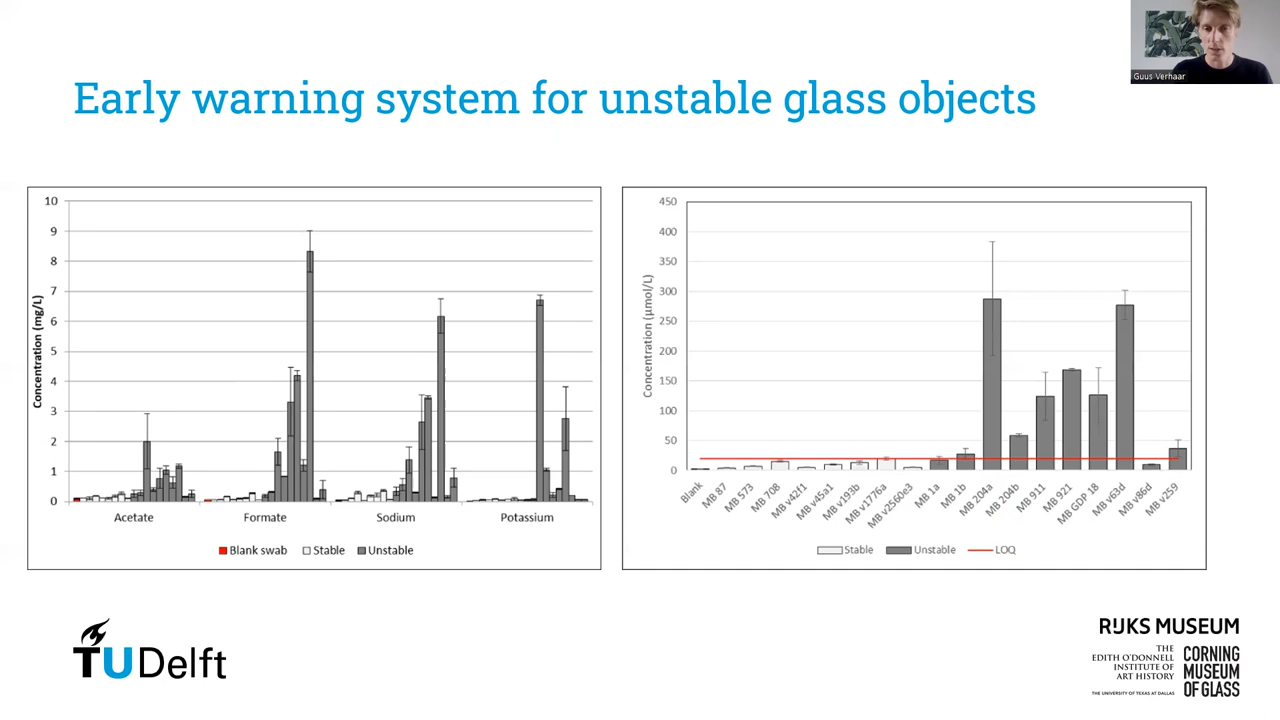 Guus Verhaar
Early warning system for unstable glass objects
10
9
8
7
6
5
4
3
2
1
0
Concentration (mg/L)
Acetate Formate Sodium Potassium
Blank swab Stable Unstable
450
400
350
300
250
200
150
100
50
0
Concentration (µmol/L)
Blank
MB 87
MB 573
MB 708
MB v42f1
MB v45a1
MB v193b
MB v1776a
MB v2560e3
MB 1a
MB 1b
MB 204a
MB 204b
MB 911
MB 921
MB GDP 18
MB v63d
MB v86d
MB v259
Stable Unstable LOQ
TU Delft
RIJKS MUSEUM
THE
EDITH O'DONNELL
INSTITUTE OF
ART HISTORY
THE UNIVERSITY OF TEXAS AT DALLAS
CORNING
MUSEUM
OF GLASS